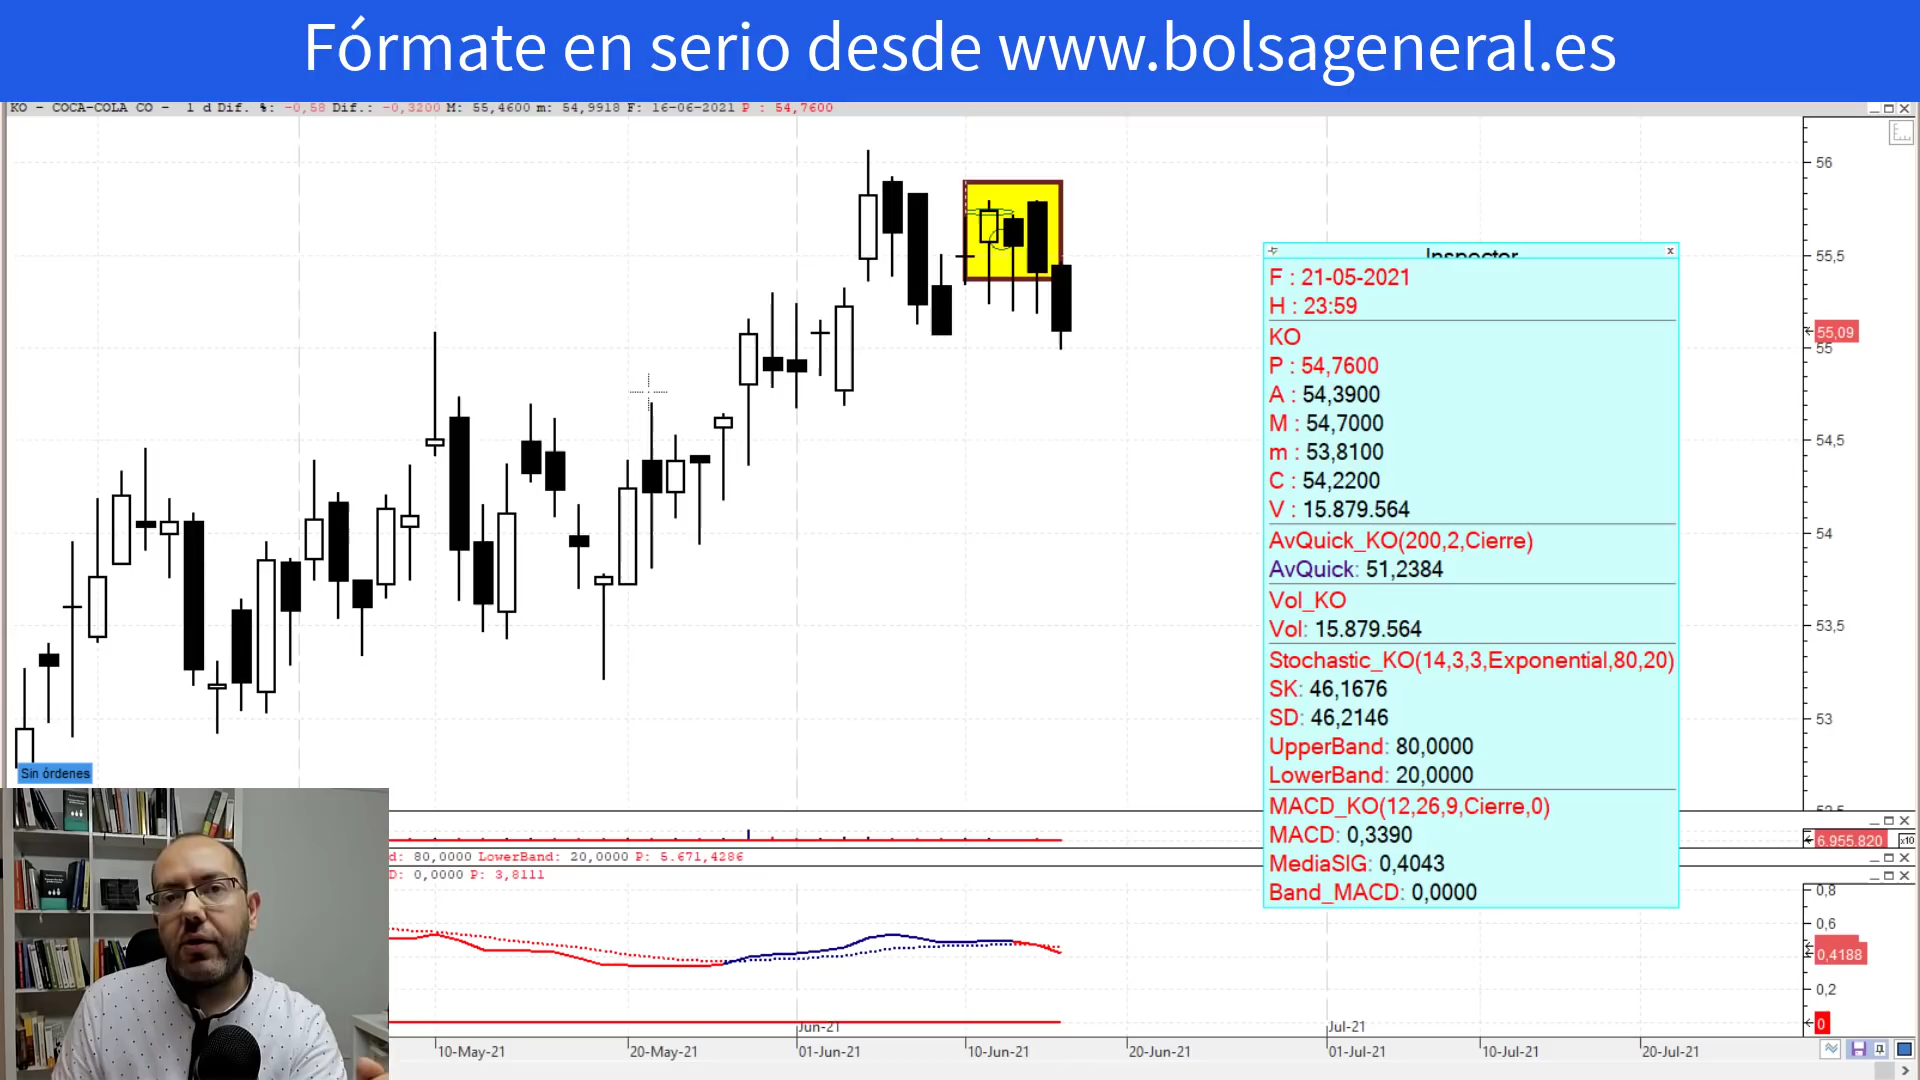 Fórmate en serio desde www.bolsageneral.es
KO - COCA-COLA CO - 1 d Dif. %: -0,58 Dif.: -0,3200 M: 55,4600 m: 54,9918 F: 16-06-2021 P : 54,7600
56
55,5
55,09
55
54,5
54
53,5
53
52,5
Inspector
F : 21-05-2021
H : 23:59
KO
P : 54,7600
A : 54,3900
M : 54,7000
m : 53,8100
C : 54,2200
V : 15.879.564
AvQuick_KO(200,2,Cierre)
AvQuick: 51,2384
Vol_KO
Vol: 15.879.564
Stochastic_KO(14,3,3,Exponential,80,20)
SK: 46,1676
SD: 46,2146
UpperBand: 80,0000
LowerBand: 20,0000
MACD_KO(12,26,9,Cierre,0)
MACD: 0,3390
MediaSIG: 0,4043
Band_MACD: 0,0000
Sin órdenes
6.955.820 x10
d: 80,0000 LowerBand: 20,0000 P: 5.671,4286
D: 0,0000 P: 3,8111
0,8
0,6
0,4188
0,2
0
Jun-21 Jul-21
10-May-21 20-May-21 01-Jun-21 10-Jun-21 20-Jun-21 01-Jul-21 10-Jul-21 20-Jul-21